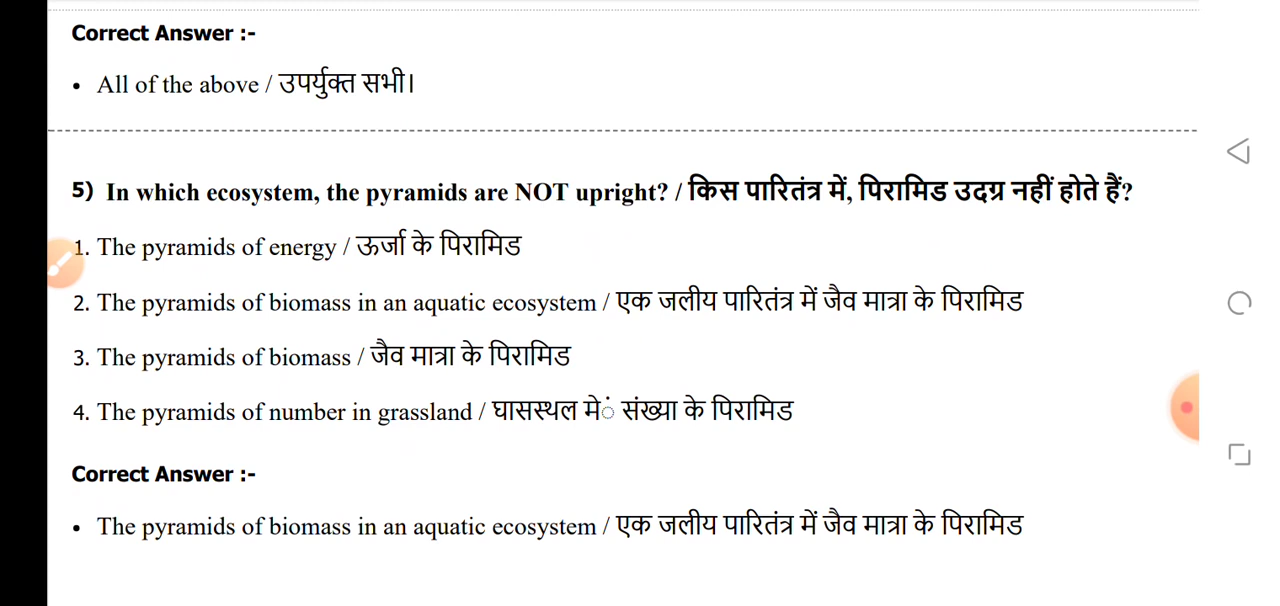 Correct Answer :-
• All of the above / उपर्युक्त सभी।
5) In which ecosystem, the pyramids are NOT upright? / किस पारितंत्र में, पिरामिड उदग्र नहीं होते हैं?
1. The pyramids of energy / ऊर्जा के पिरामिड
2. The pyramids of biomass in an aquatic ecosystem / एक जलीय पारितंत्र में जैव मात्रा के पिरामिड
3. The pyramids of biomass / जैव मात्रा के पिरामिड
4. The pyramids of number in grassland / घासस्थल मे ं संख्या के पिरामिड
Correct Answer :-
• The pyramids of biomass in an aquatic ecosystem / एक जलीय पारितंत्र में जैव मात्रा के पिरामिड